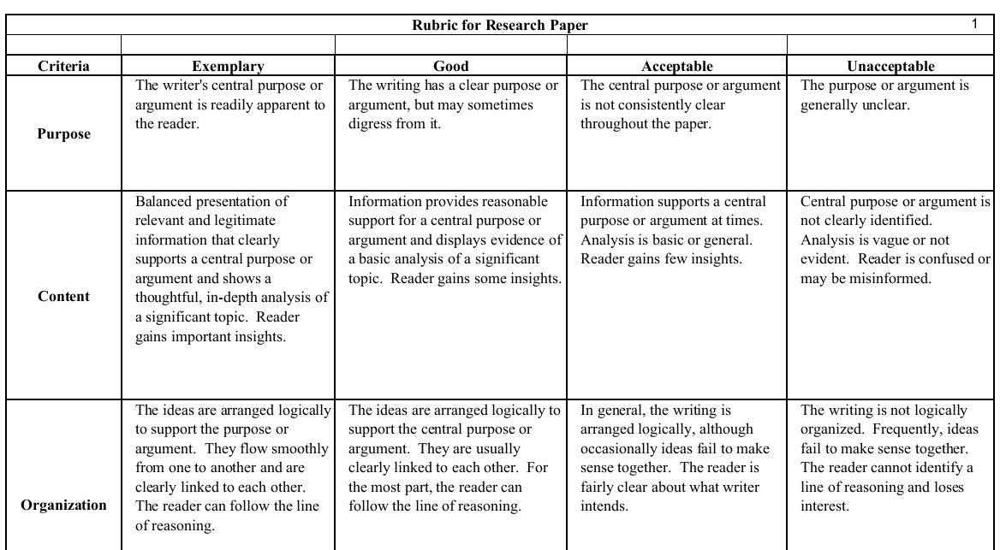 Rubric for Research Paper
1
Criteria
Exemplary
Good
Acceptable
Unacceptable
Purpose
The writer's central purpose or
argument is readily apparent to
the reader.
The writing has a clear purpose or
argument, but may sometimes
digress from it.
The central purpose or argument
is not consistently clear
throughout the paper.
The purpose or argument is
generally unclear.
Content
Balanced presentation of
relevant and legitimate
information that clearly
supports a central purpose or
argument and shows a
thoughtful, in-depth analysis of
a significant topic.  Reader
gains important insights.
Information provides reasonable
support for a central purpose or
argument and displays evidence of
a basic analysis of a significant
topic.  Reader gains some insights.
Information supports a central
purpose or argument at times.
Analysis is basic or general.
Reader gains few insights.
Central purpose or argument is
not clearly identified.
Analysis is vague or not
evident.  Reader is confused or
may be misinformed.
Organization
The ideas are arranged logically
to support the purpose or
argument.  They flow smoothly
from one to another and are
clearly linked to each other.
The reader can follow the line
of reasoning.
The ideas are arranged logically to
support the central purpose or
argument.  They are usually
clearly linked to each other.  For
the most part, the reader can
follow the line of reasoning.
In general, the writing is
arranged logically, although
occasionally ideas fail to make
sense together.  The reader is
fairly clear about what writer
intends.
The writing is not logically
organized.  Frequently, ideas
fail to make sense together.
The reader cannot identify a
line of reasoning and loses
interest.